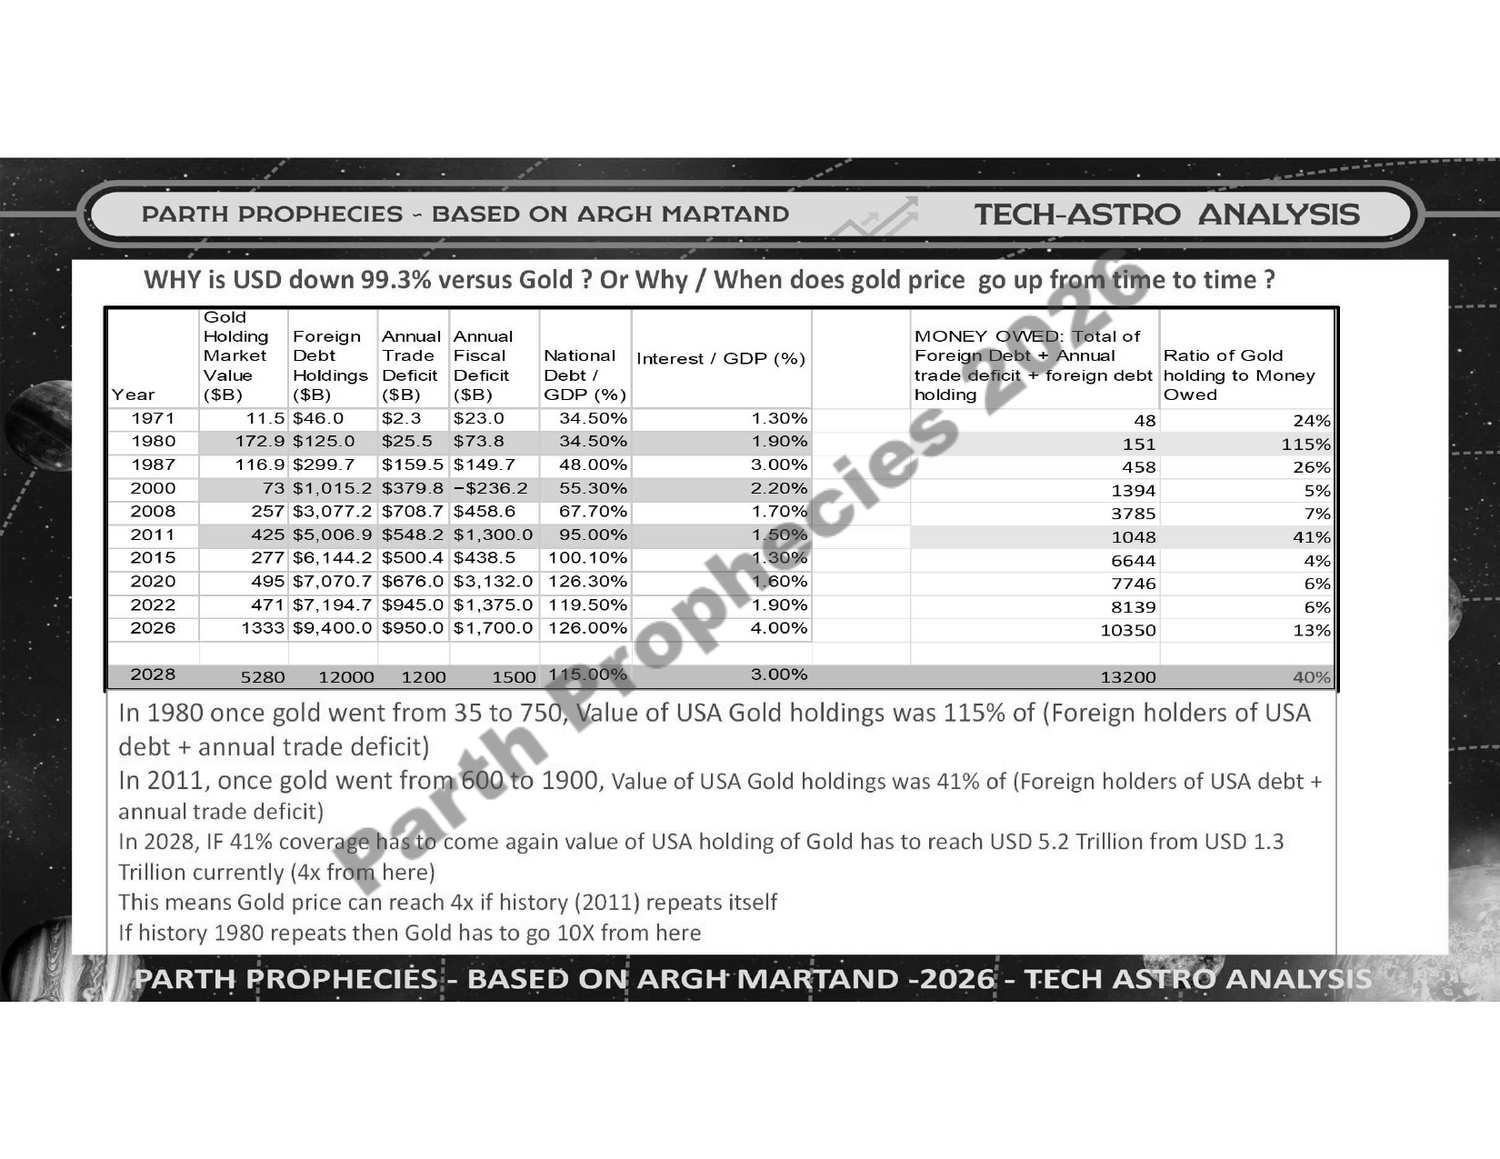 PARTH PROPHECIES ~ BASED ON ARGH MARTAND
TECH-ASTRO ANALYSIS
WHY is USD down 99.3% versus Gold ? Or Why / When does gold price go up from time to time ?
Year | Gold Holding Market Value ($B) | Foreign Debt Holdings ($B) | Annual Trade Deficit ($B) | Annual Fiscal Deficit ($B) | National Debt / GDP (%) | Interest / GDP (%) | MONEY OWED: Total of Foreign Debt + Annual trade deficit + foreign debt holding | Ratio of Gold holding to Money Owed
1971 11.5 $46.0 $2.3 $23.0 34.50% 1.30% 48 24%
1980 172.9 $125.0 $25.5 $73.8 34.50% 1.90% 151 115%
1987 116.9 $299.7 $159.5 $149.7 48.00% 3.00% 458 26%
2000 73 $1,015.2 $379.8 −$236.2 55.30% 2.20% 1394 5%
2008 257 $3,077.2 $708.7 $458.6 67.70% 1.70% 3785 7%
2011 425 $5,006.9 $548.2 $1,300.0 95.00% 1.50% 1048 41%
2015 277 $6,144.2 $500.4 $438.5 100.10% 1.30% 6644 4%
2020 495 $7,070.7 $676.0 $3,132.0 126.30% 1.60% 7746 6%
2022 471 $7,194.7 $945.0 $1,375.0 119.50% 1.90% 8139 6%
2026 1333 $9,400.0 $950.0 $1,700.0 126.00% 4.00% 10350 13%
2028 5280 12000 1200 1500 115.00% 3.00% 13200 40%
In 1980 once gold went from 35 to 750, Value of USA Gold holdings was 115% of (Foreign holders of USA
debt + annual trade deficit)
In 2011, once gold went from 600 to 1900, Value of USA Gold holdings was 41% of (Foreign holders of USA debt +
annual trade deficit)
In 2028, IF 41% coverage has to come again value of USA holding of Gold has to reach USD 5.2 Trillion from USD 1.3
Trillion currently (4x from here)
This means Gold price can reach 4x if history (2011) repeats itself
If history 1980 repeats then Gold has to go 10X from here
Parth Prophecies 2026
PARTH PROPHECIES - BASED ON ARGH MARTAND -2026 - TECH ASTRO ANALYSIS